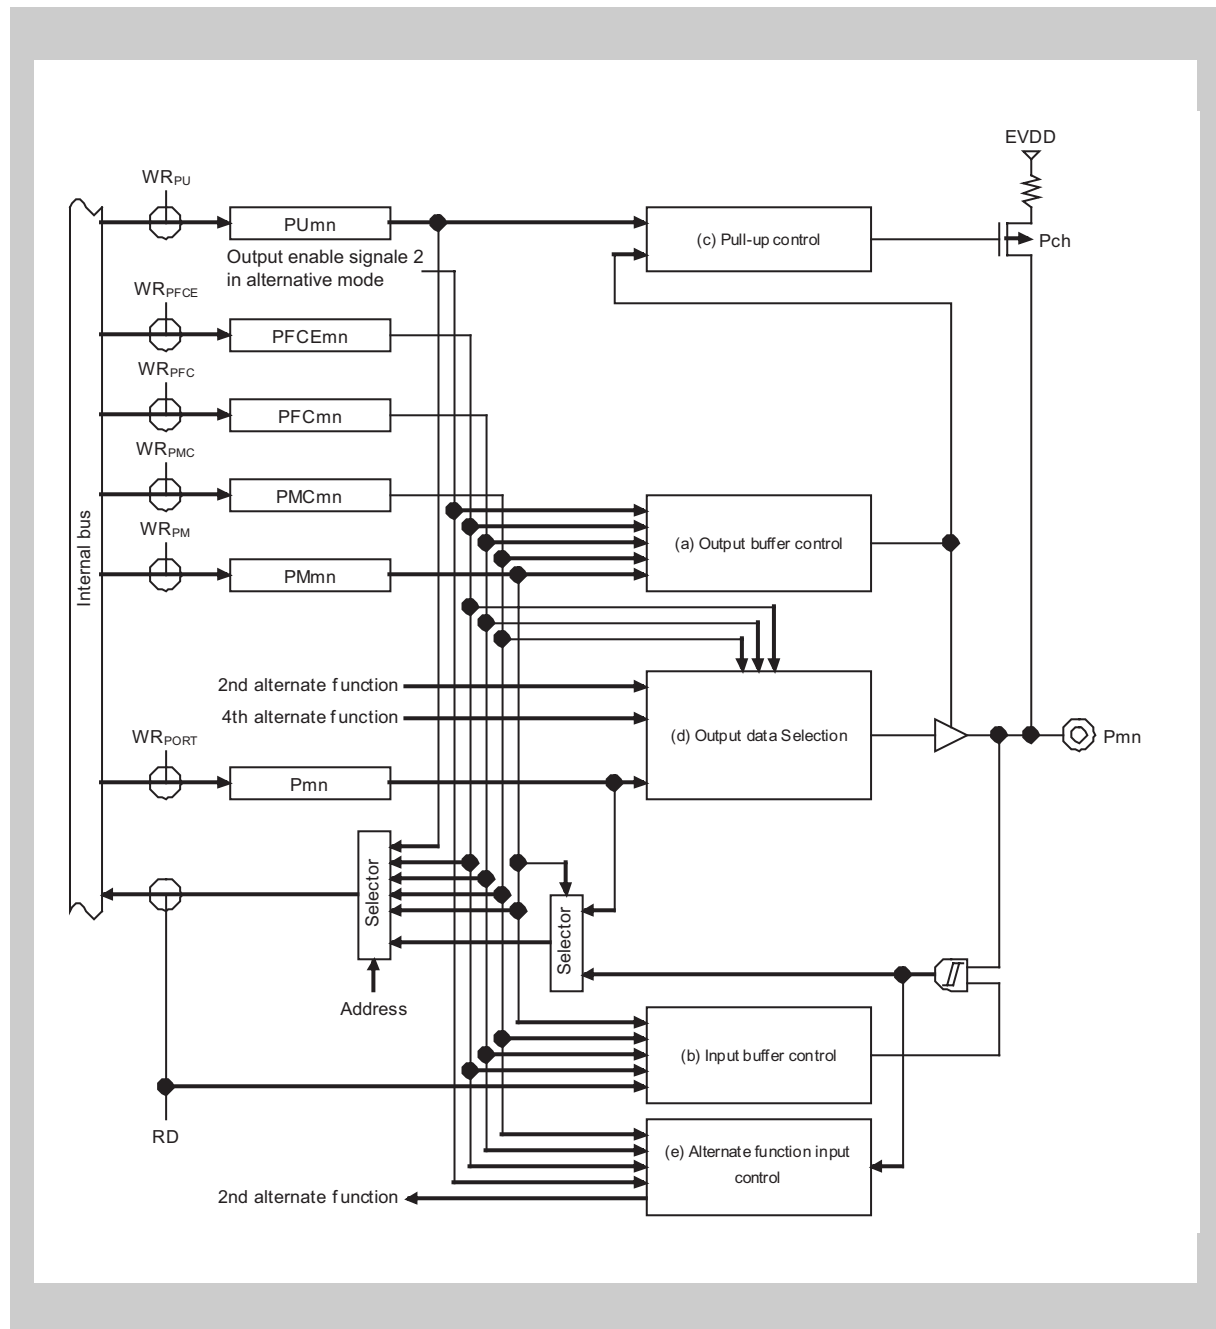 EVDD
WRPU
PUmn
(c) Pull-up control
Pch
Output enable signale 2
in alternative mode
WRPFCE
PFCEmn
WRPFC
PFCmn
WRPMC
PMCmn
(a) Output buffer control
WRPM
PMmn
Internal bus
2nd alternate function
4th alternate function
(d) Output data Selection
WRPORT
Pmn
Pmn
Selector
Selector
Address
(b) Input buffer control
RD
(e) Alternate function input
control
2nd alternate function